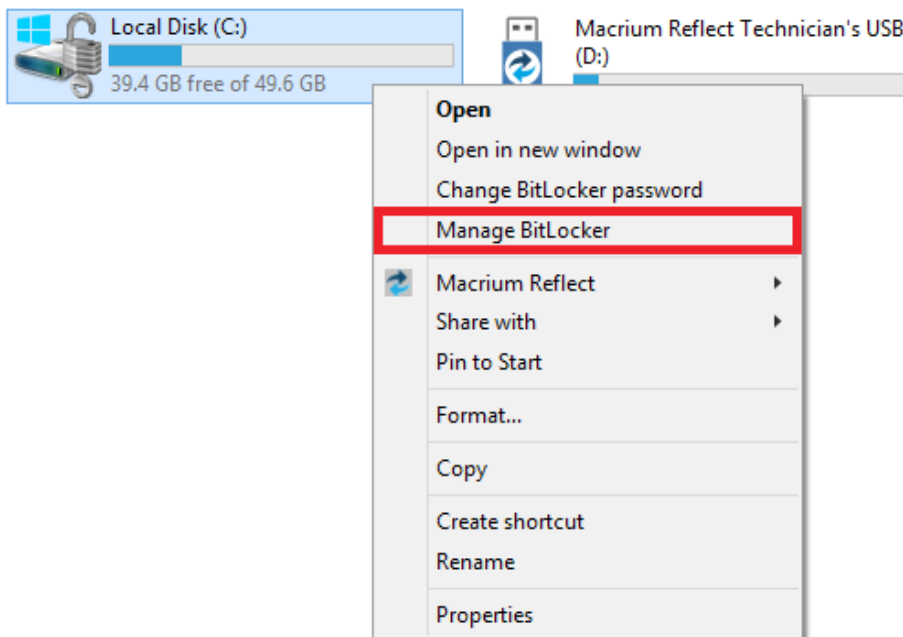 Local Disk (C:)
39.4 GB free of 49.6 GB
Macrium Reflect Technician's USB
(D:)
Open
Open in new window
Change BitLocker password
Manage BitLocker
Macrium Reflect
Share with
Pin to Start
Format...
Copy
Create shortcut
Rename
Properties